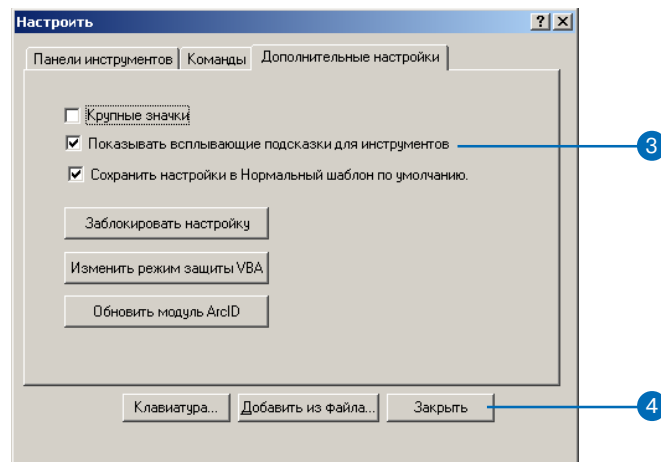 Настроить
Панели инструментов Команды Дополнительные настройки
Крупные значки
Показывать всплывающие подсказки для инструментов
3
Сохранить настройки в Нормальный шаблон по умолчанию.
Заблокировать настройку
Изменить режим защиты VBA
Обновить модуль ArcID
Клавиатура... Добавить из файла... Закрыть
4